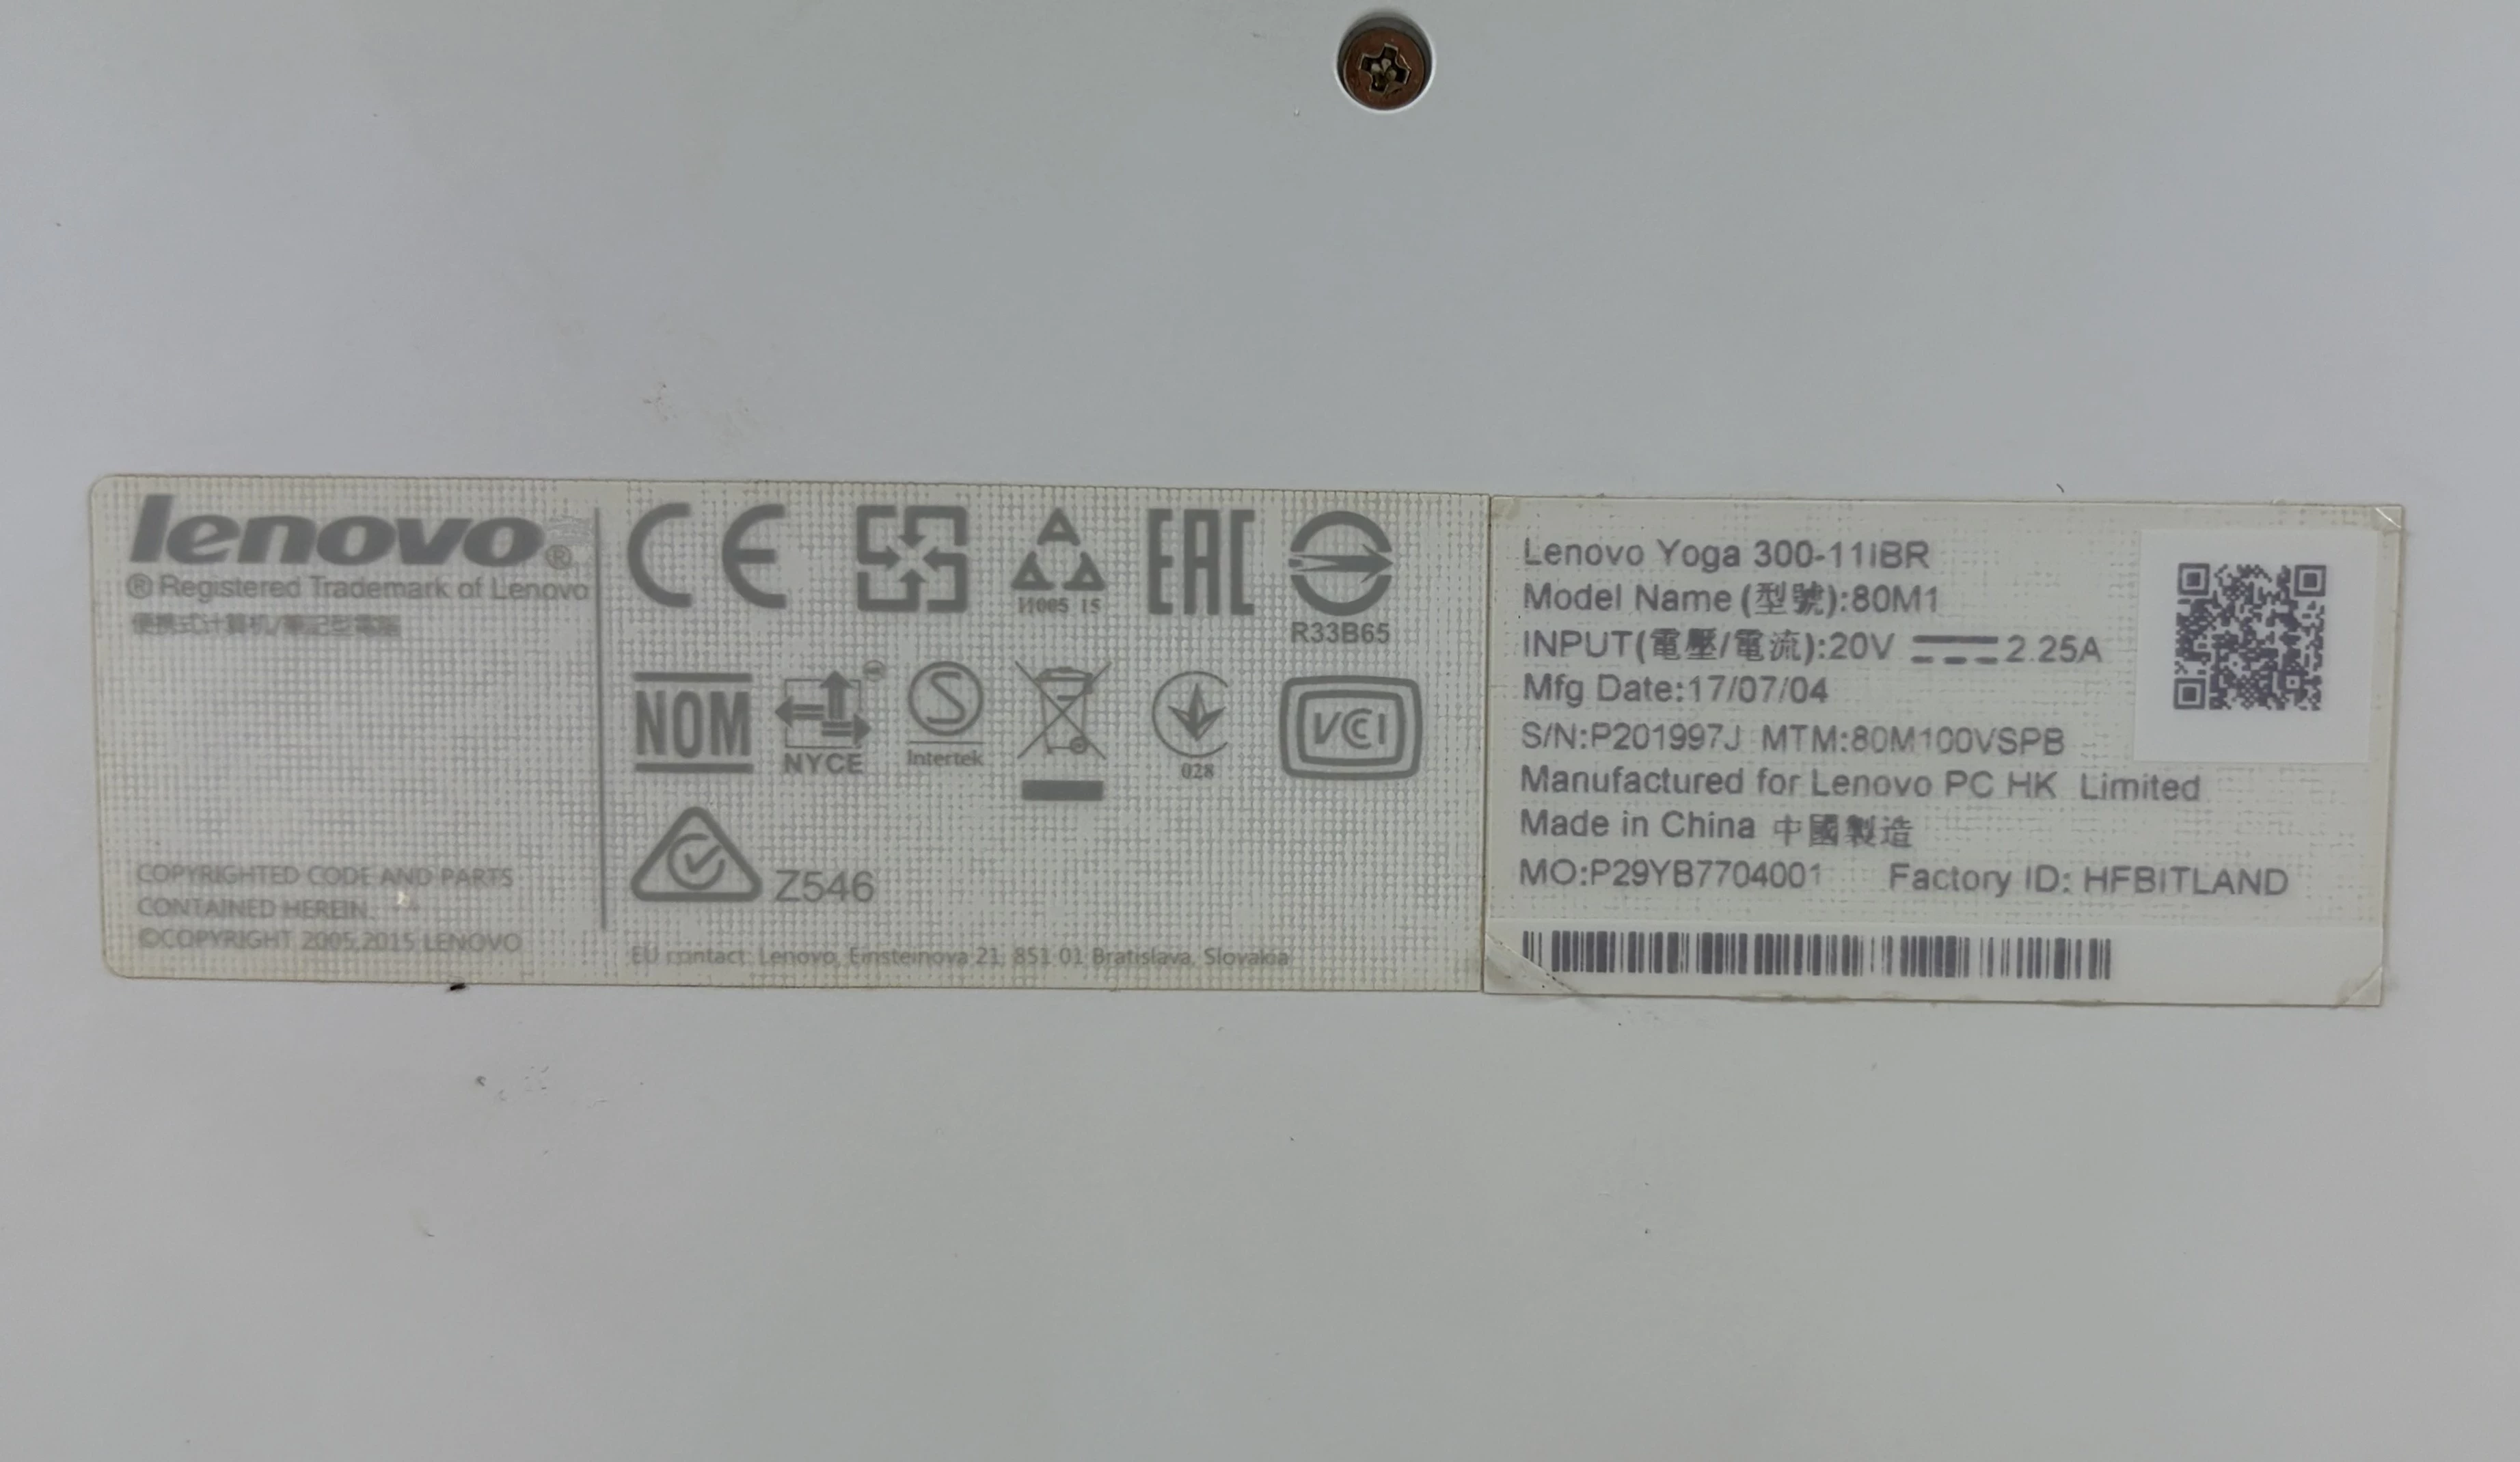 lenovo®
® Registered Trademark of Lenovo
便携式计算机/筆記型電腦
COPYRIGHTED CODE AND PARTS
CONTAINED HEREIN
©COPYRIGHT 2005,2015 LENOVO
CE
EAC
11005 15
R33B65
NOM
NYCE
S
Intertek
028
VCI
Z546
EU contact: Lenovo, Einsteinova 21, 851 01 Bratislava, Slovakia
Lenovo Yoga 300-11IBR
Model Name (型號):80M1
INPUT(電壓/電流):20V ⎓ 2.25A
Mfg Date:17/07/04
S/N:P201997J MTM:80M100VSPB
Manufactured for Lenovo PC HK Limited
Made in China 中國製造
MO:P29YB7704001 Factory ID: HFBITLAND